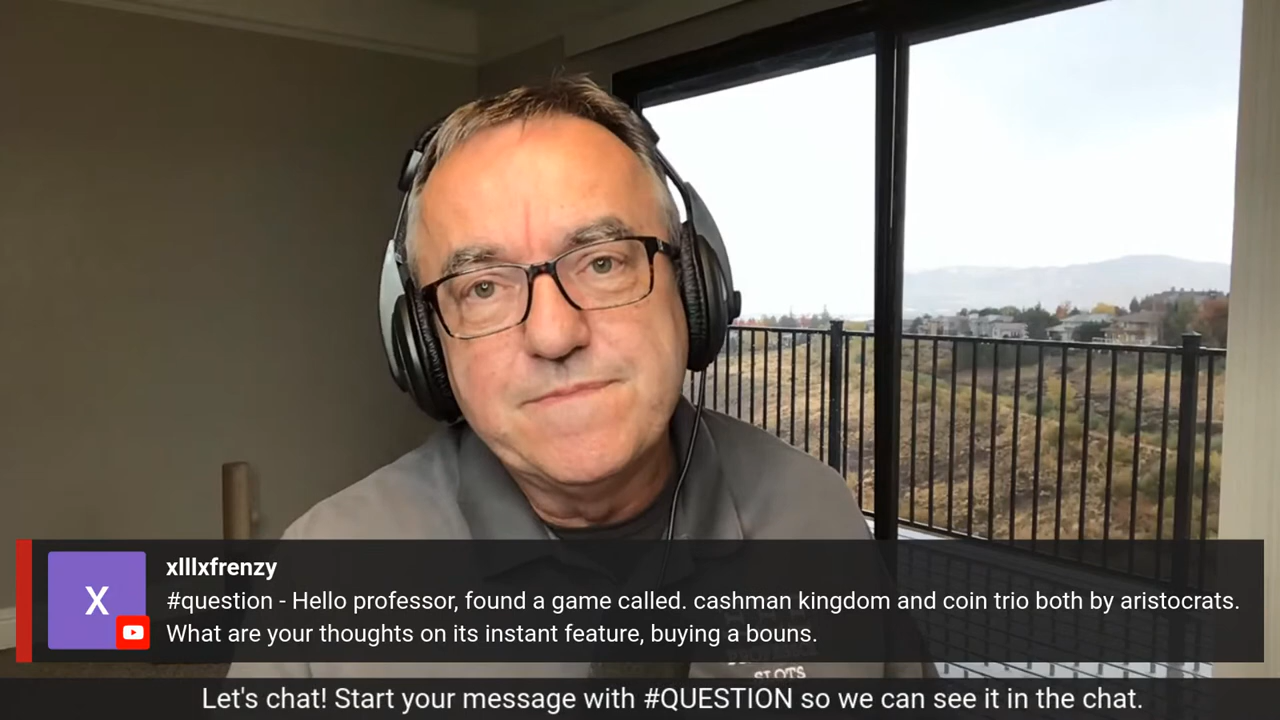 SLOTS
X
xlllxfrenzy
#question - Hello professor, found a game called. cashman kingdom and coin trio both by aristocrats.
What are your thoughts on its instant feature, buying a bouns.
Let's chat! Start your message with #QUESTION so we can see it in the chat.